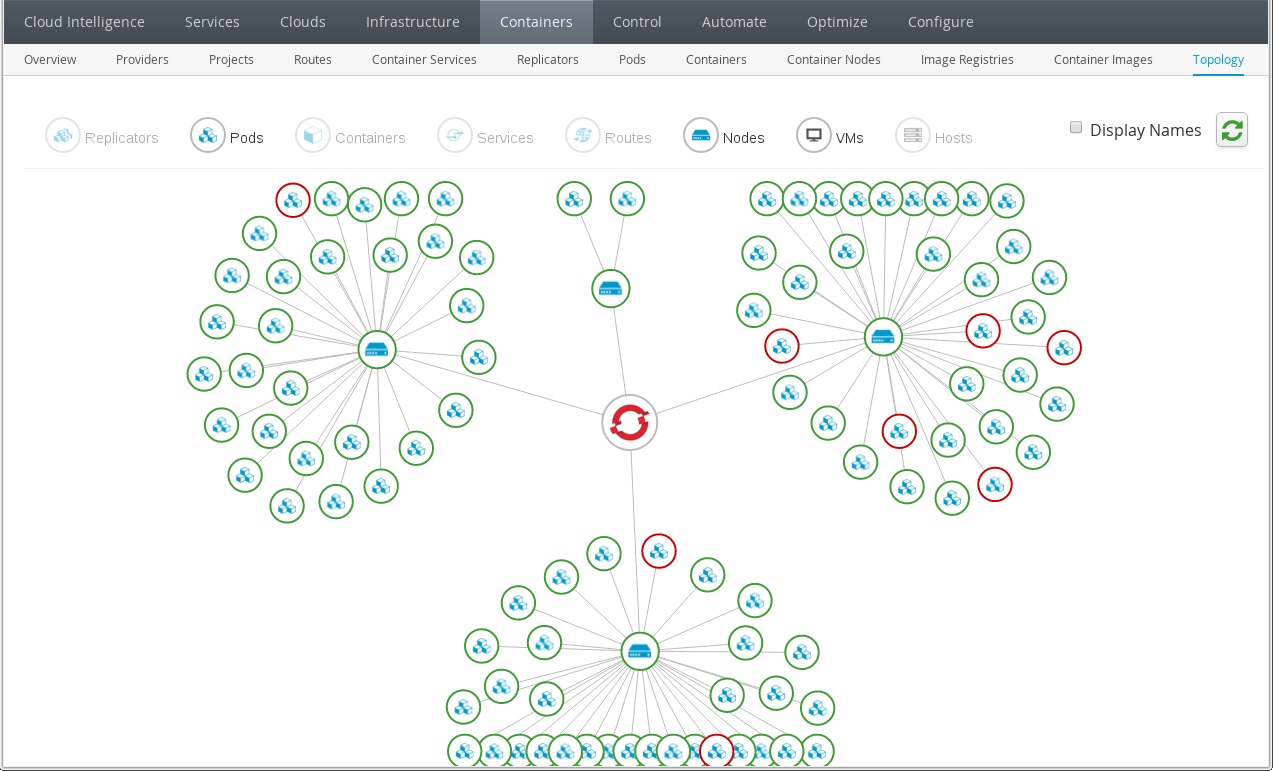 Cloud Intelligence Services Clouds Infrastructure Containers Control Automate Optimize Configure
Overview Providers Projects Routes Container Services Replicators Pods Containers Container Nodes Image Registries Container Images Topology
Replicators Pods Containers Services Routes Nodes VMs Hosts Display Names